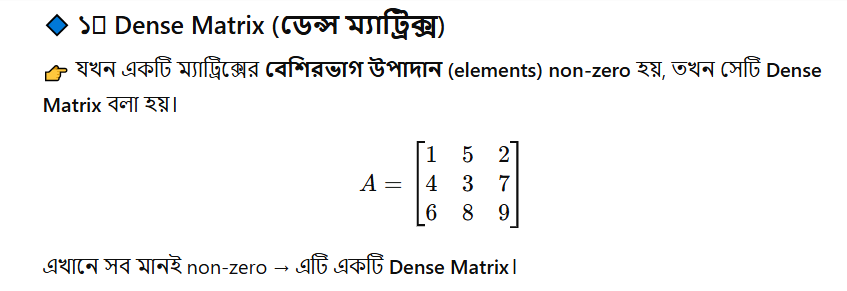 🔷 ১⃣ Dense Matrix (ডেন্স ম্যাট্রিক্স)
👉 যখন একটি ম্যাট্রিক্সের বেশিরভাগ উপাদান (elements) non-zero হয়, তখন সেটি Dense
Matrix বলা হয়।
A = [1 5 2
4 3 7
6 8 9]
এখানে সব মানই non-zero → এটি একটি Dense Matrix।